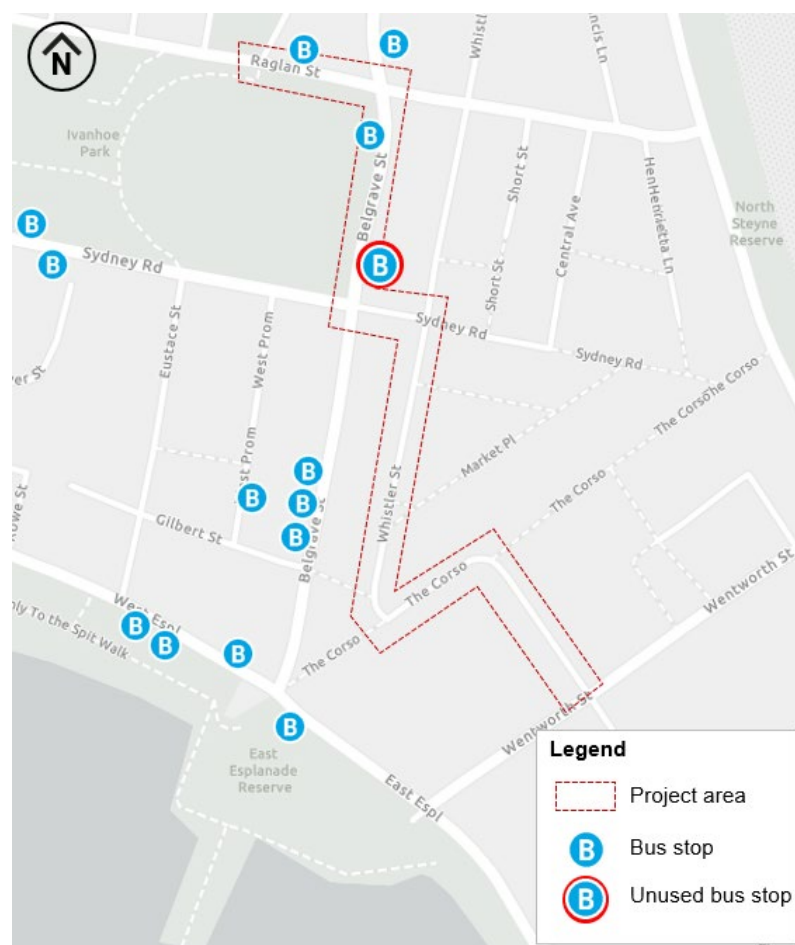 N
B
B
Whistl
ncis Ln
Raglan St
Ivanhoe
Park
B
Belgrave St
Short St
HenHenrietta Ln
North
Steyne
Reserve
B
Sydney Rd
B
B
Short St
Central Ave
Sydney Rd
Sydney Rd
Eustace St
West Prom
er St
The CorsoThe Corso
Market Pl
B
st Prom
B
B
Whistler St
The Corso
owe St
Gilbert St
B
Belgrave St
The Corso
Wentworth St
West Espl
nly To the Spit Walk
B
B
B
The Corso
B
Wentworth St
East
Esplanade
Reserve
East Espl
Legend
Project area
B
Bus stop
B
Unused bus stop